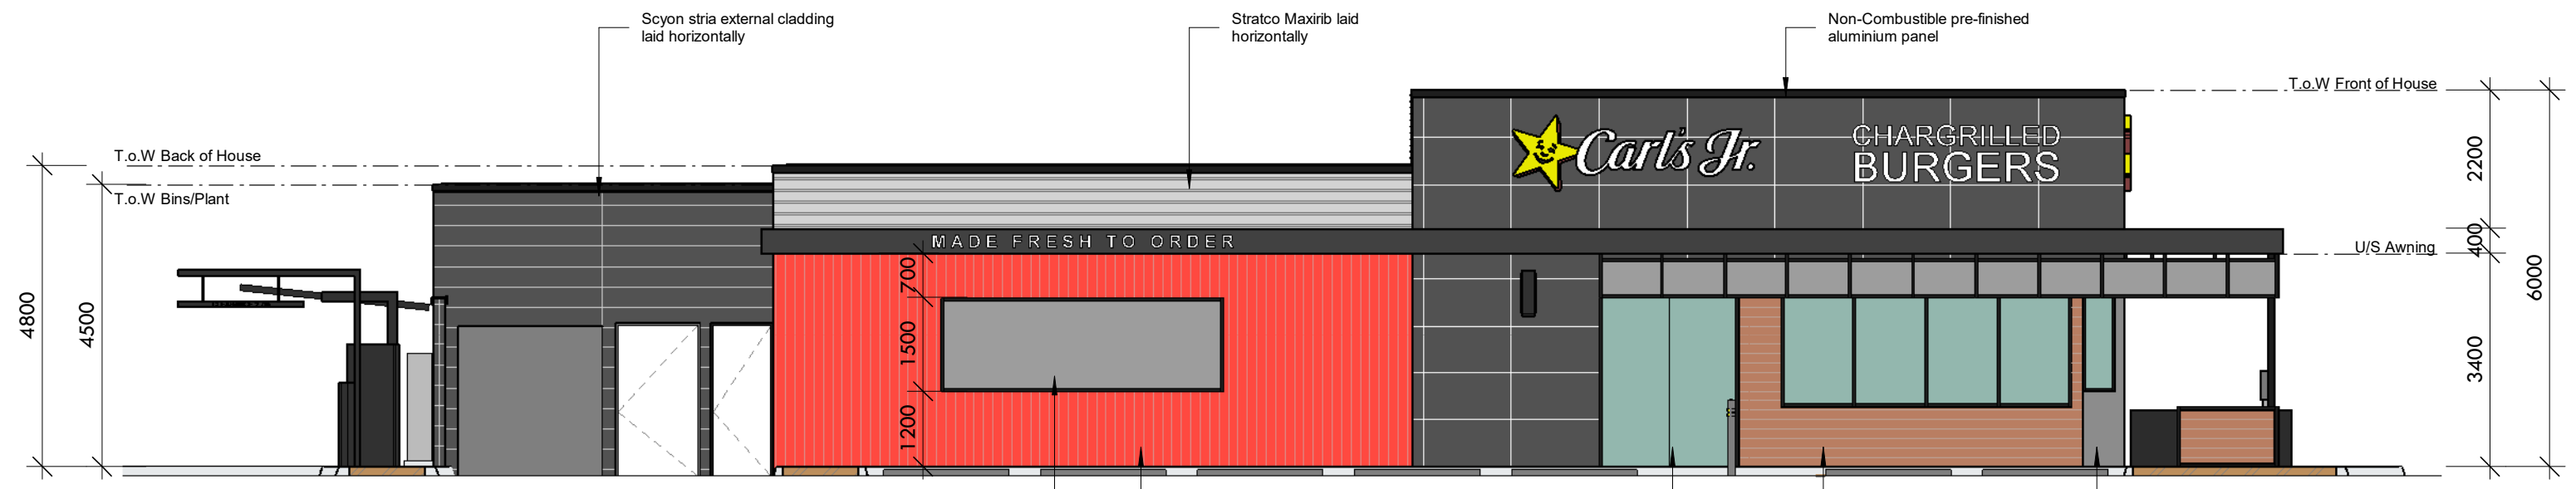 Scyon stria external cladding
laid horizontally
Stratco Maxirib laid
horizontally
Non-Combustible pre-finished
aluminium panel
T.o.W Front of House
T.o.W Back of House
T.o.W Bins/Plant
Carl's Jr.
CHARGRILLED
BURGERS
MADE FRESH TO ORDER
U/S Awning
4800
4500
700
1500
1200
2200
400
3400
6000